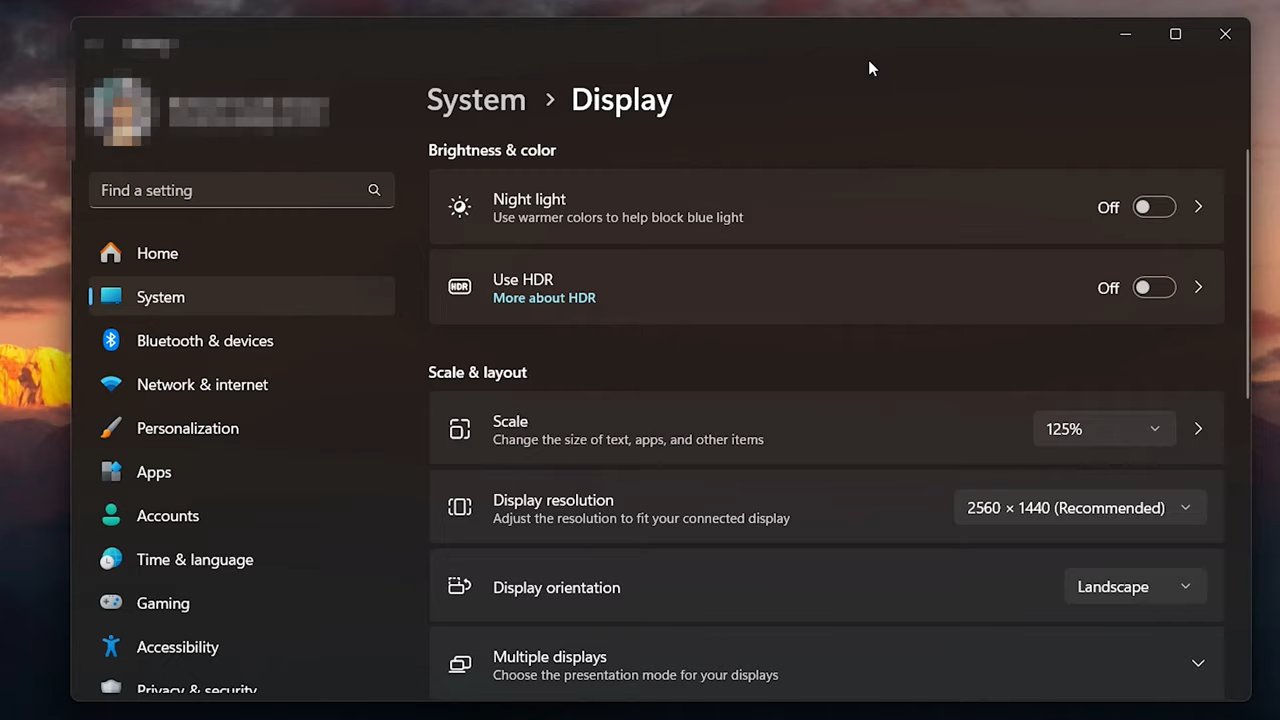 System > Display
Find a setting
Home
System
Bluetooth & devices
Network & internet
Personalization
Apps
Accounts
Time & language
Gaming
Accessibility
Privacy & security
Brightness & color
Night light
Use warmer colors to help block blue light
Off
HDR
Use HDR
More about HDR
Off
Scale & layout
Scale
Change the size of text, apps, and other items
125%
Display resolution
Adjust the resolution to fit your connected display
2560 × 1440 (Recommended)
Display orientation
Landscape
Multiple displays
Choose the presentation mode for your displays